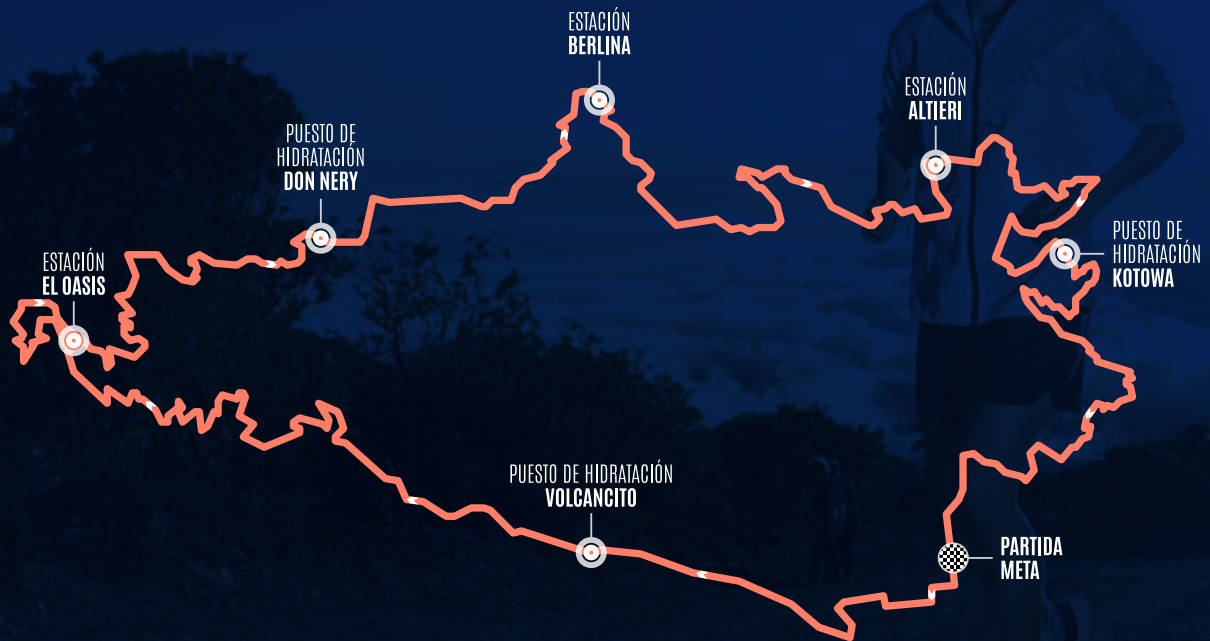 ESTACIÓN
BERLINA
ESTACIÓN
ALTIERI
PUESTO DE
HIDRATACIÓN
DON NERY
PUESTO DE
HIDRATACIÓN
KOTOWA
ESTACIÓN
EL OASIS
PUESTO DE HIDRATACIÓN
VOLCANCITO
PARTIDA
META